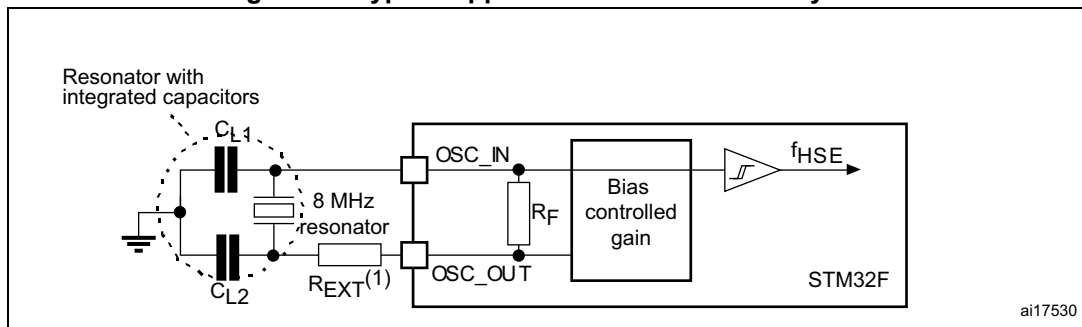 Resonator with
integrated capacitors
CL1
OSC_IN
fHSE
8 MHz
resonator
RF
Bias
controlled
gain
REXT(1)
OSC_OUT
STM32F
CL2
ai17530